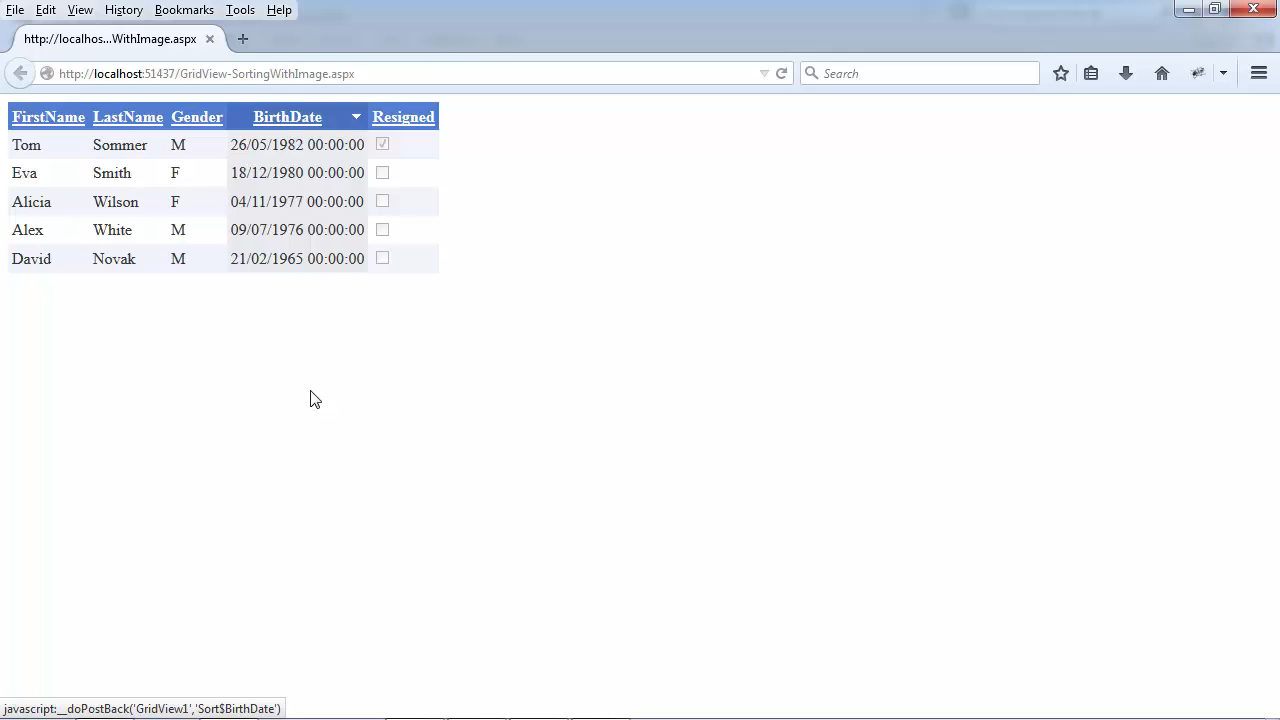 File Edit View History Bookmarks Tools Help
http://localhos...WithImage.aspx
http://localhost:51437/GridView-SortingWithImage.aspx Search
FirstName LastName Gender BirthDate Resigned
Tom Sommer M 26/05/1982 00:00:00
Eva Smith F 18/12/1980 00:00:00
Alicia Wilson F 04/11/1977 00:00:00
Alex White M 09/07/1976 00:00:00
David Novak M 21/02/1965 00:00:00
javascript:__doPostBack('GridView1','Sort$BirthDate')